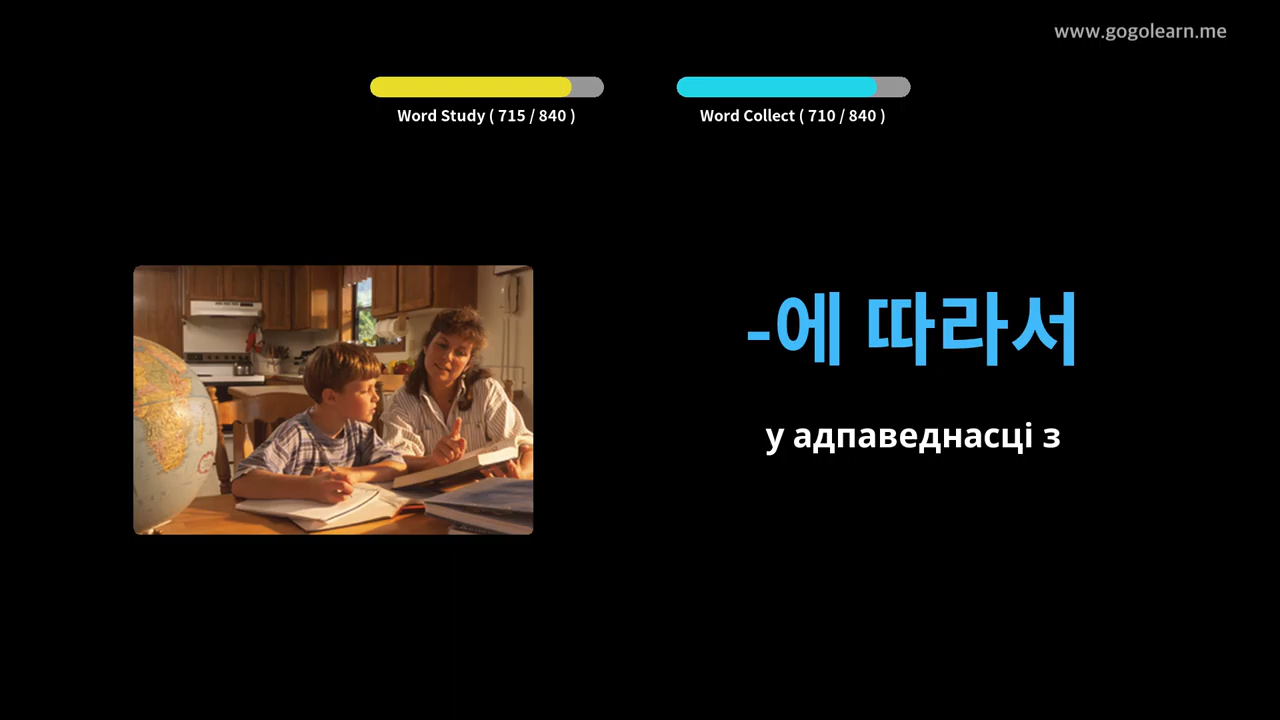 www.gogolearn.me
Word Study ( 715 / 840 )
Word Collect ( 710 / 840 )
-에 따라서
у адпаведнасці з